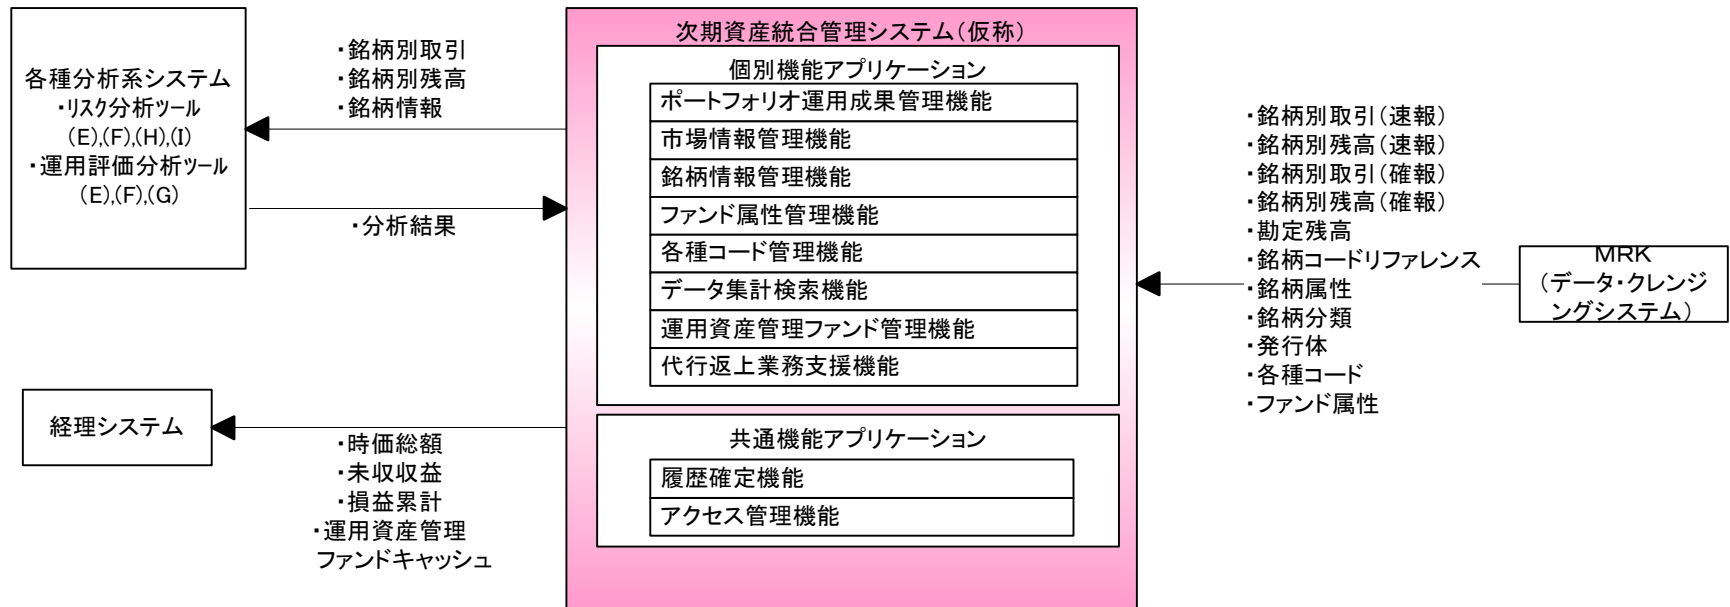 各種分析系システム
・リスク分析ツール
(E),(F),(H),(I)
・運用評価分析ツール
(E),(F),(G)
・銘柄別取引
・銘柄別残高
・銘柄情報
・分析結果
経理システム
・時価総額
・未収収益
・損益累計
・運用資産管理
ファンドキャッシュ
次期資産統合管理システム(仮称)
個別機能アプリケーション
ポートフォリオ運用成果管理機能
市場情報管理機能
銘柄情報管理機能
ファンド属性管理機能
各種コード管理機能
データ集計検索機能
運用資産管理ファンド管理機能
代行返上業務支援機能
共通機能アプリケーション
履歴確定機能
アクセス管理機能
・銘柄別取引(速報)
・銘柄別残高(速報)
・銘柄別取引(確報)
・銘柄別残高(確報)
・勘定残高
・銘柄コードリファレンス
・銘柄属性
・銘柄分類
・発行体
・各種コード
・ファンド属性
MRK
(データ・クレンジ
ングシステム)